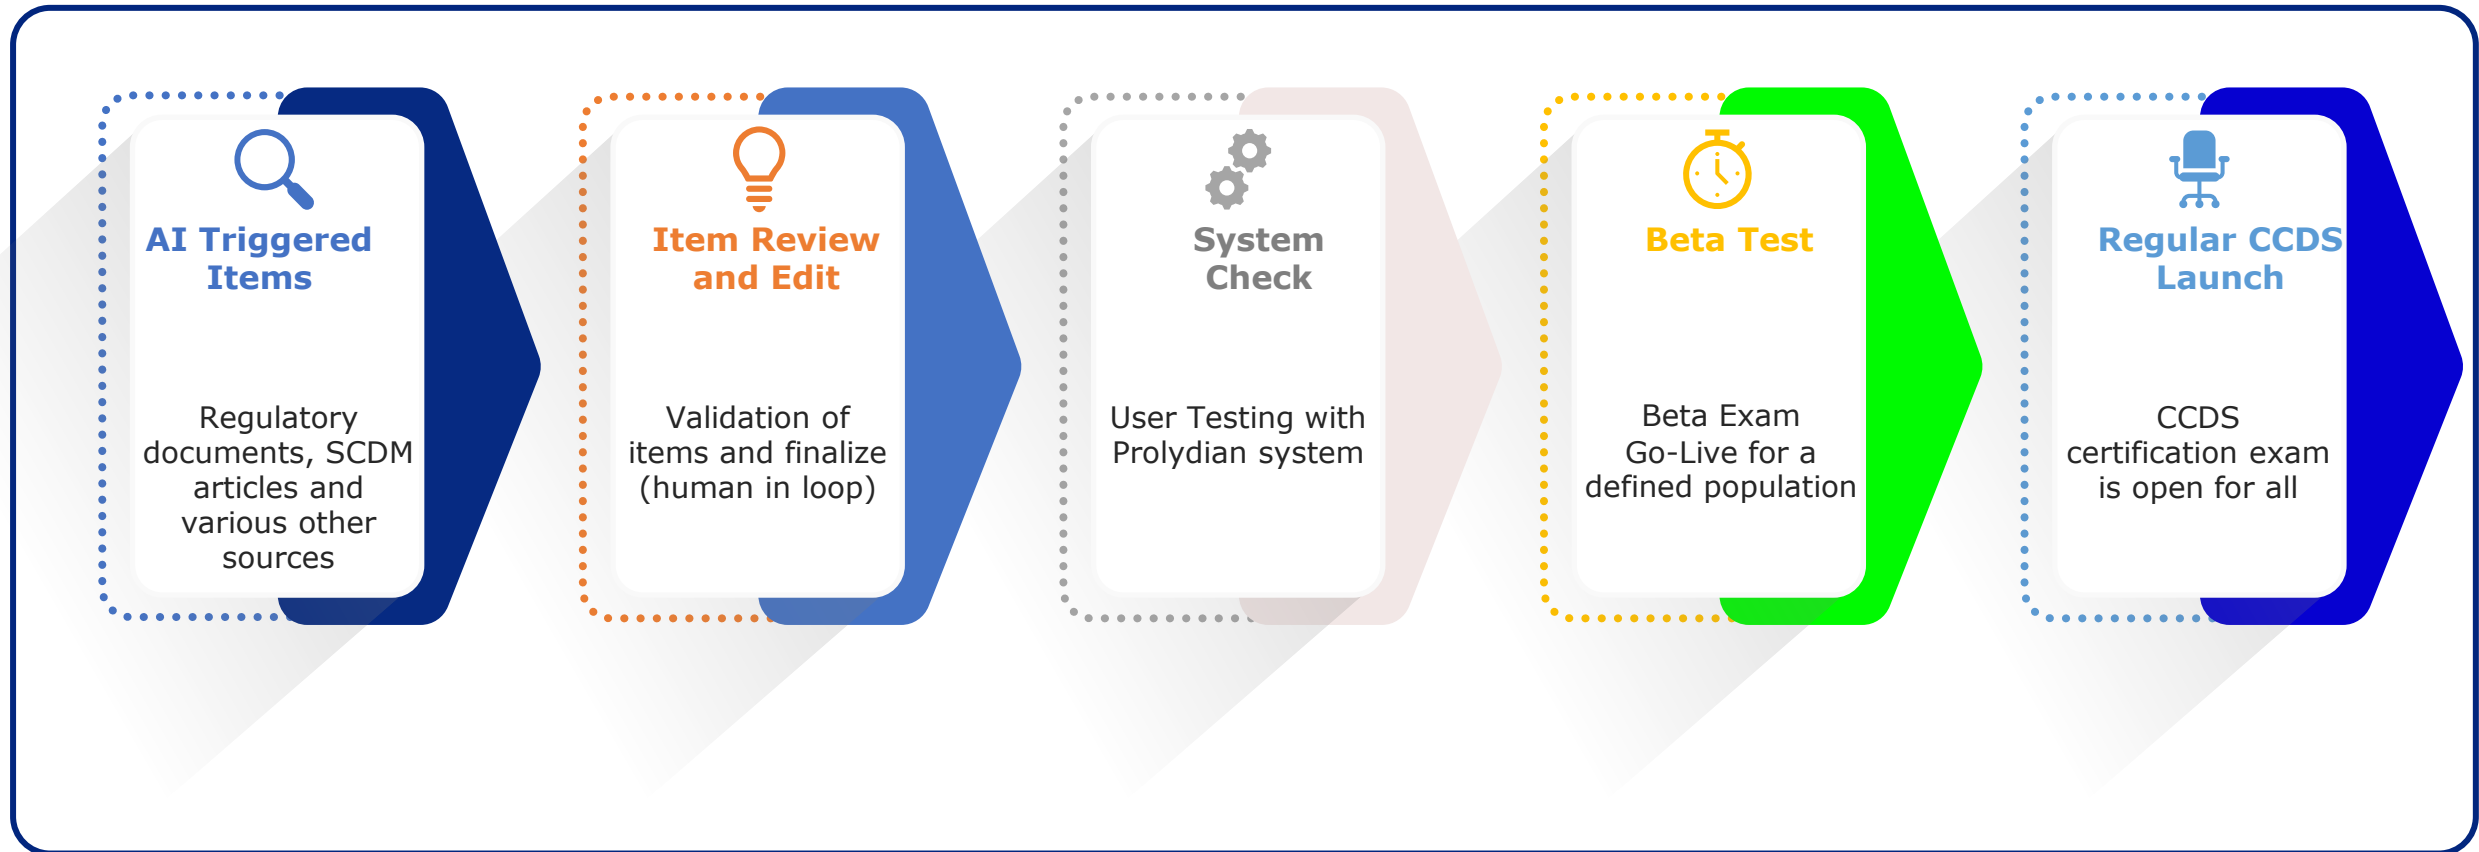 AI Triggered
Items
Regulatory
documents, SCDM
articles and
various other
sources
Item Review
and Edit
Validation of
items and finalize
(human in loop)
System
Check
User Testing with
Prolydian system
Beta Test
Beta Exam
Go-Live for a
defined population
Regular CCDS
Launch
CCDS
certification exam
is open for all